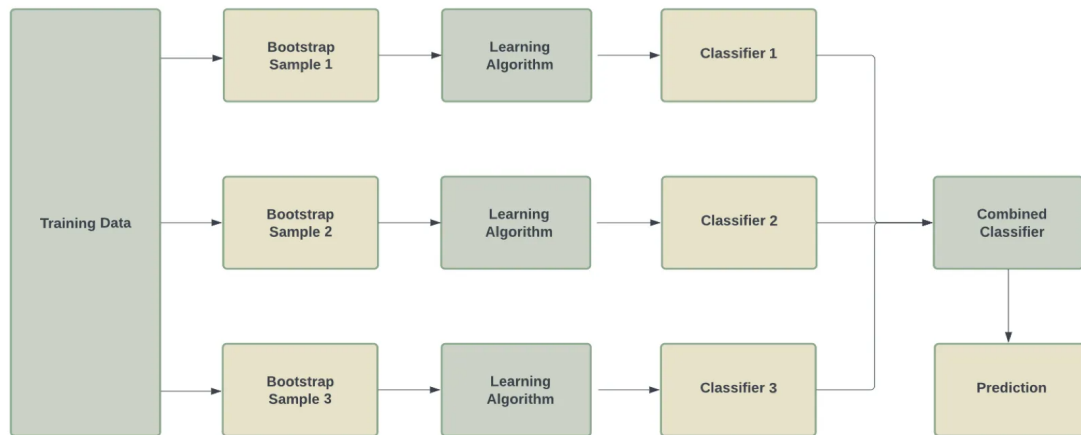 Training Data
Bootstrap
Sample 1
Learning
Algorithm
Classifier 1
Bootstrap
Sample 2
Learning
Algorithm
Classifier 2
Bootstrap
Sample 3
Learning
Algorithm
Classifier 3
Combined
Classifier
Prediction